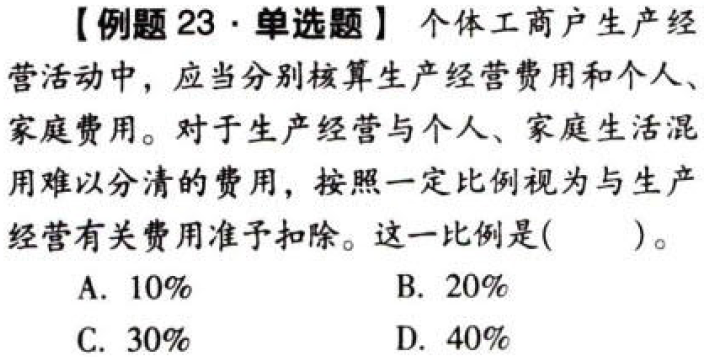 【例题 23·单选题】 个体工商户生产经
营活动中，应当分别核算生产经营费用和个人、
家庭费用。对于生产经营与个人、家庭生活混
用难以分清的费用，按照一定比例视为与生产
经营有关费用准予扣除。这一比例是(　　)。
A. 10%　　B. 20%
C. 30%　　D. 40%